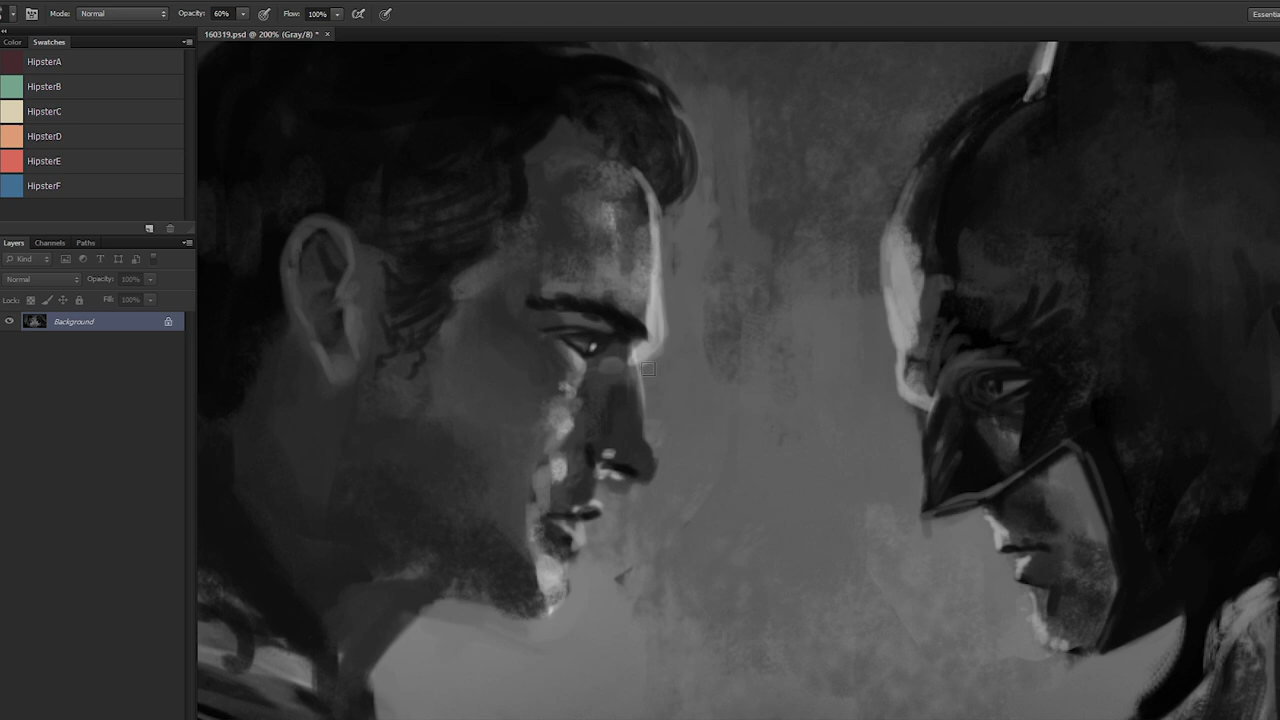 Mode: Normal Opacity: 60% Flow: 100% Essentia
160319.psd @ 200% (Gray/8) * ×
Color Swatches
HipsterA
HipsterB
HipsterC
HipsterD
HipsterE
HipsterF
Layers Channels Paths
Kind
Normal Opacity: 100%
Lock: Fill: 100%
Background